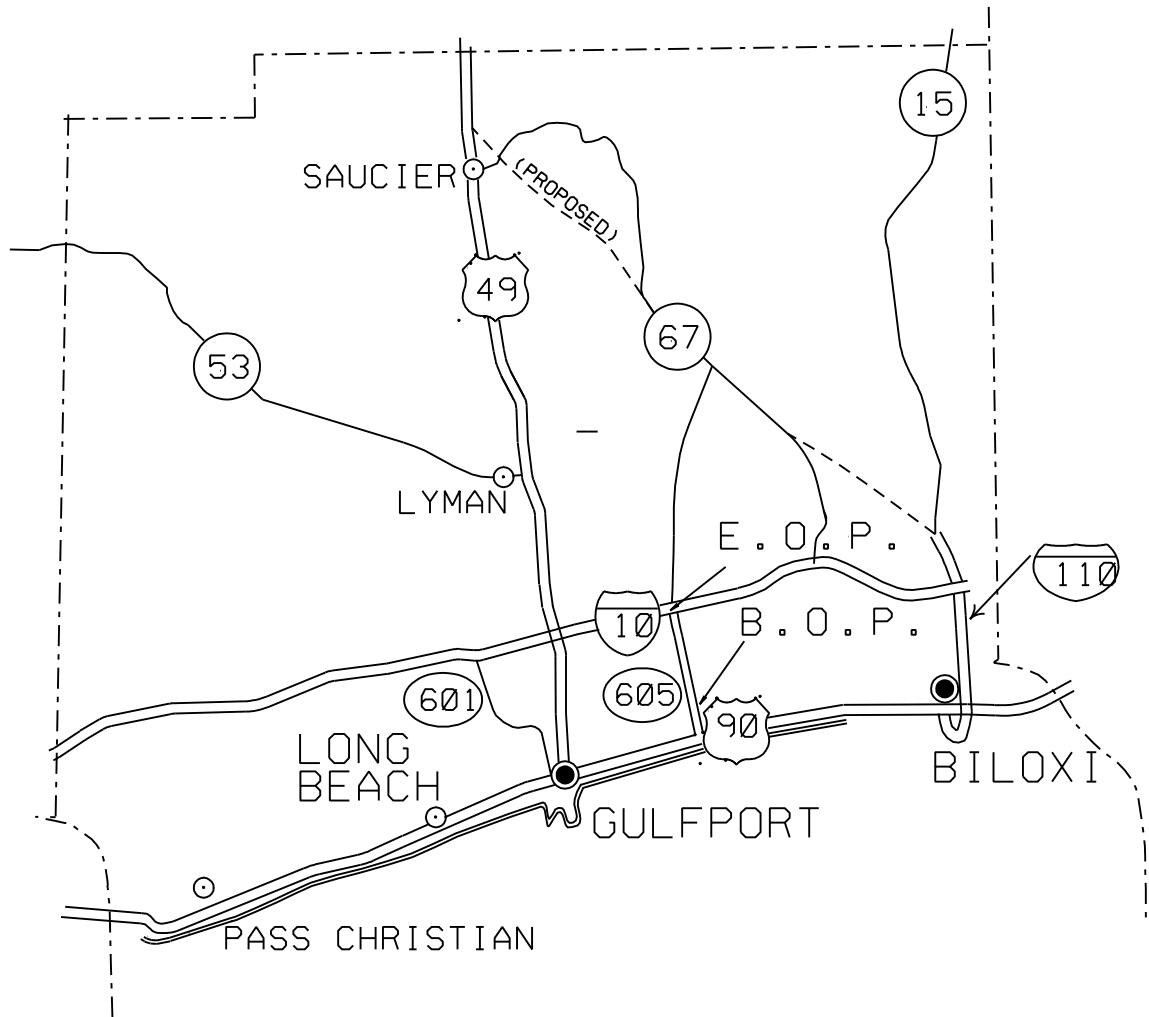 15
SAUCIER
(PROPOSED)
49
67
53
LYMAN
E.O.P.
110
10
B.O.P.
601
605
90
LONG
BEACH
BILOXI
GULFPORT
PASS CHRISTIAN